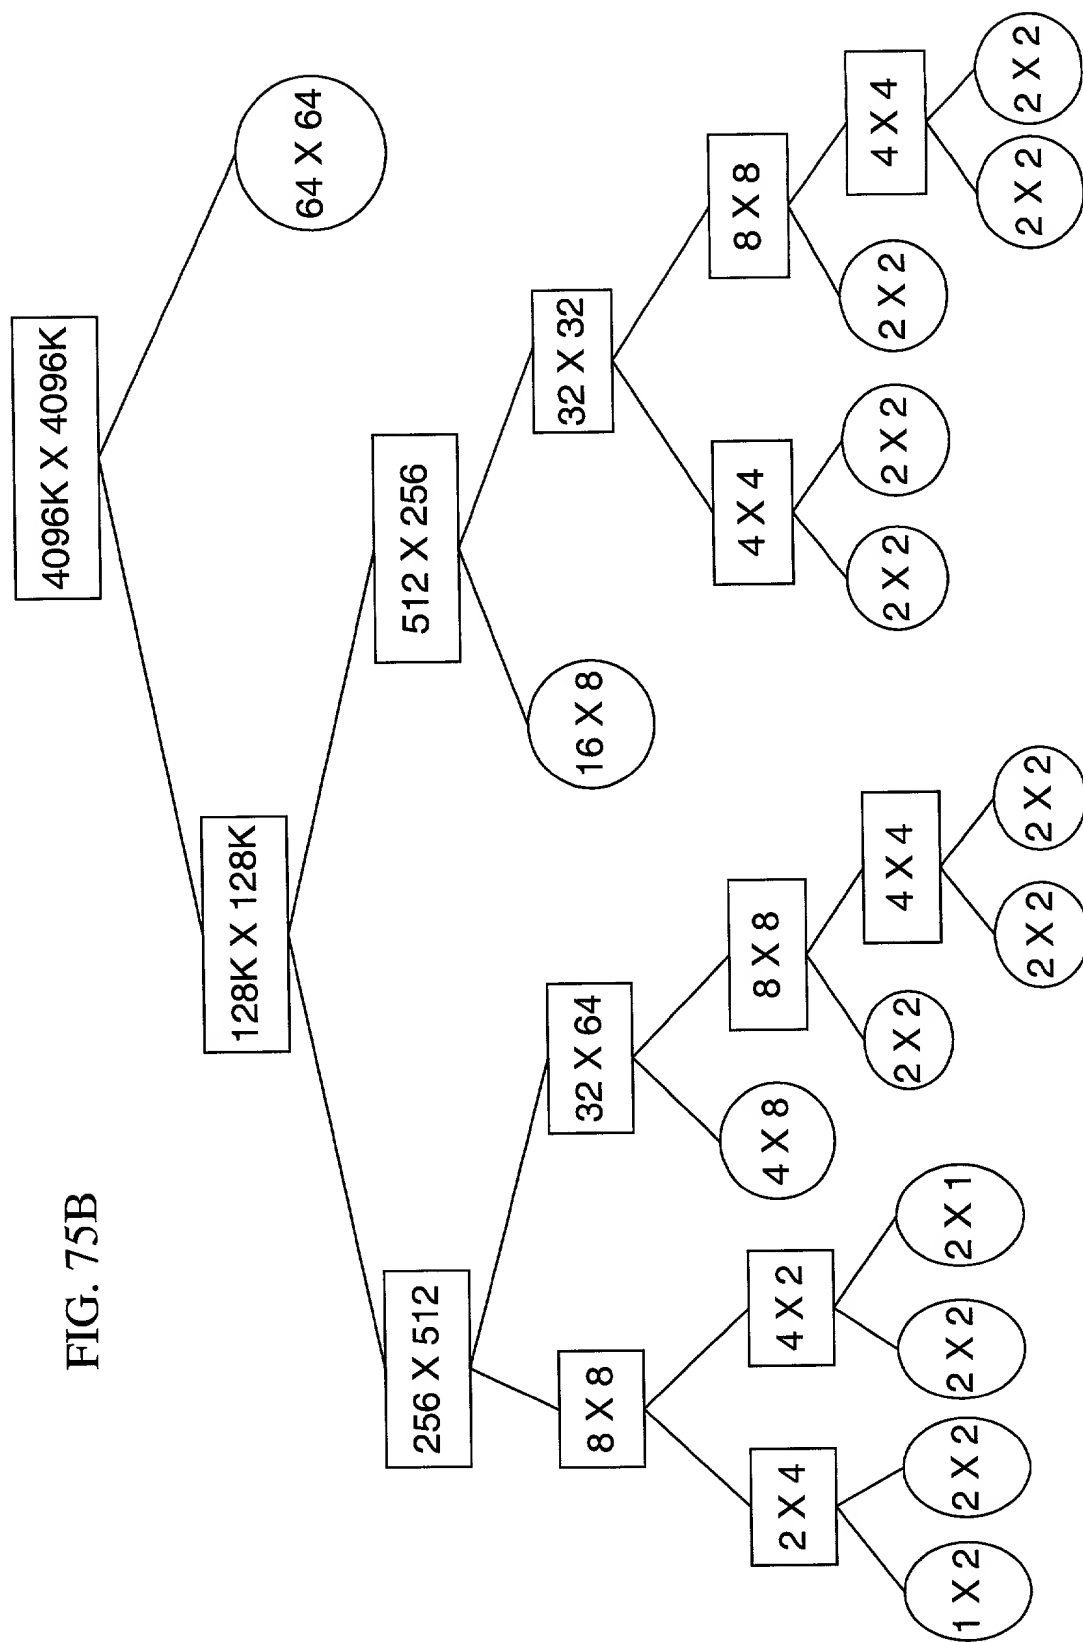 FIG. 75B
4096K X 4096K
128K X 128K
64 X 64
256 X 512
512 X 256
8 X 8
32 X 64
16 X 8
32 X 32
2 X 4
4 X 2
4 X 8
8 X 8
4 X 4
8 X 8
1 X 2
2 X 2
2 X 2
2 X 1
2 X 2
4 X 4
2 X 2
2 X 2
2 X 2
4 X 4
2 X 2
2 X 2
2 X 2
2 X 2